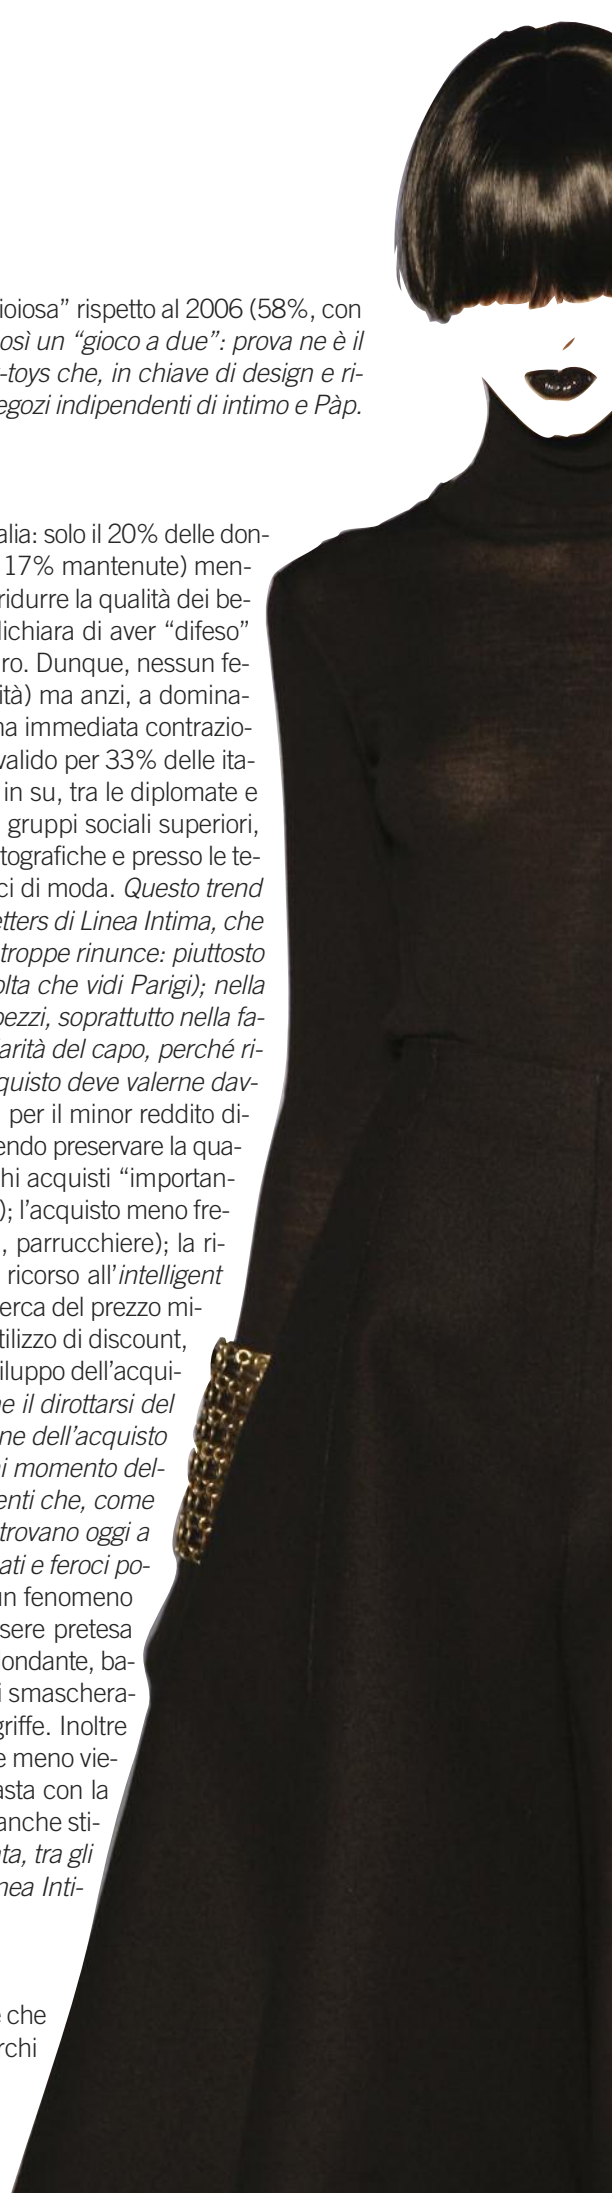 ioiosa” rispetto al 2006 (58%, con
osì un “gioco a due”: prova ne è il
-toys che, in chiave di design e ri-
egozi indipendenti di intimo e Pàp.
alia: solo il 20% delle don-
17% mantenute) men-
ridurre la qualità dei be-
dichiara di aver “difeso”
ro. Dunque, nessun fe-
ità) ma anzi, a domina-
na immediata contrazio-
valido per 33% delle ita-
in su, tra le diplomate e
gruppi sociali superiori,
tografiche e presso le te-
ci di moda. Questo trend
etters di Linea Intima, che
troppe rinunce: piuttosto
olta che vidi Parigi); nella
pezzi, soprattutto nella fa-
arità del capo, perché ri-
quisto deve valerne dav-
per il minor reddito di-
endo preservare la qua-
hi acquisti “importan-
); l’acquisto meno fre-
, parrucchiere); la ri-
ricorso all’intelligent
erca del prezzo mi-
tilizzo di discount,
iluppo dell’acqui-
e il dirottarsi del
ne dell’acquisto
i momento del-
enti che, come
trovano oggi a
ati e feroci po-
un fenomeno
sere pretesa
ondante, ba-
i smaschera-
griffe. Inoltre
e meno vie-
asta con la
anche sti-
ta, tra gli
nea Inti-
e che
rchi